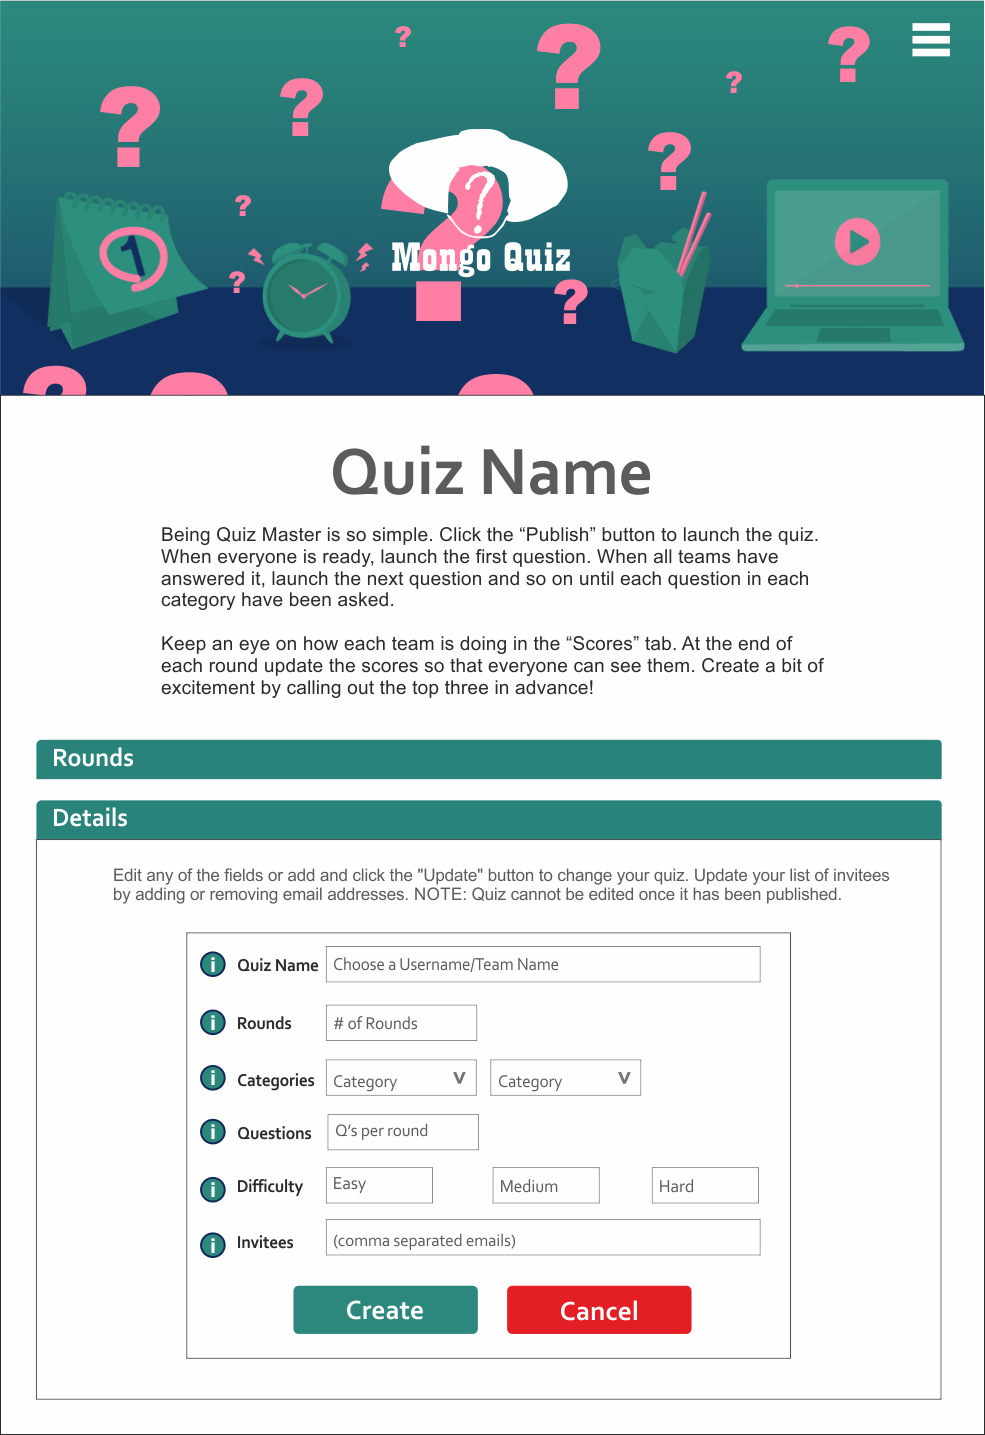 1
Mongo Quiz
Quiz Name
Being Quiz Master is so simple. Click the “Publish” button to launch the quiz.
When everyone is ready, launch the first question. When all teams have
answered it, launch the next question and so on until each question in each
category have been asked.
Keep an eye on how each team is doing in the “Scores” tab. At the end of
each round update the scores so that everyone can see them. Create a bit of
excitement by calling out the top three in advance!
Rounds
Details
Edit any of the fields or add and click the "Update" button to change your quiz. Update your list of invitees
by adding or removing email addresses. NOTE: Quiz cannot be edited once it has been published.
i Quiz Name Choose a Username/Team Name
i Rounds # of Rounds
i Categories Category V Category V
i Questions Q’s per round
i Difficulty Easy Medium Hard
i Invitees (comma separated emails)
Create Cancel